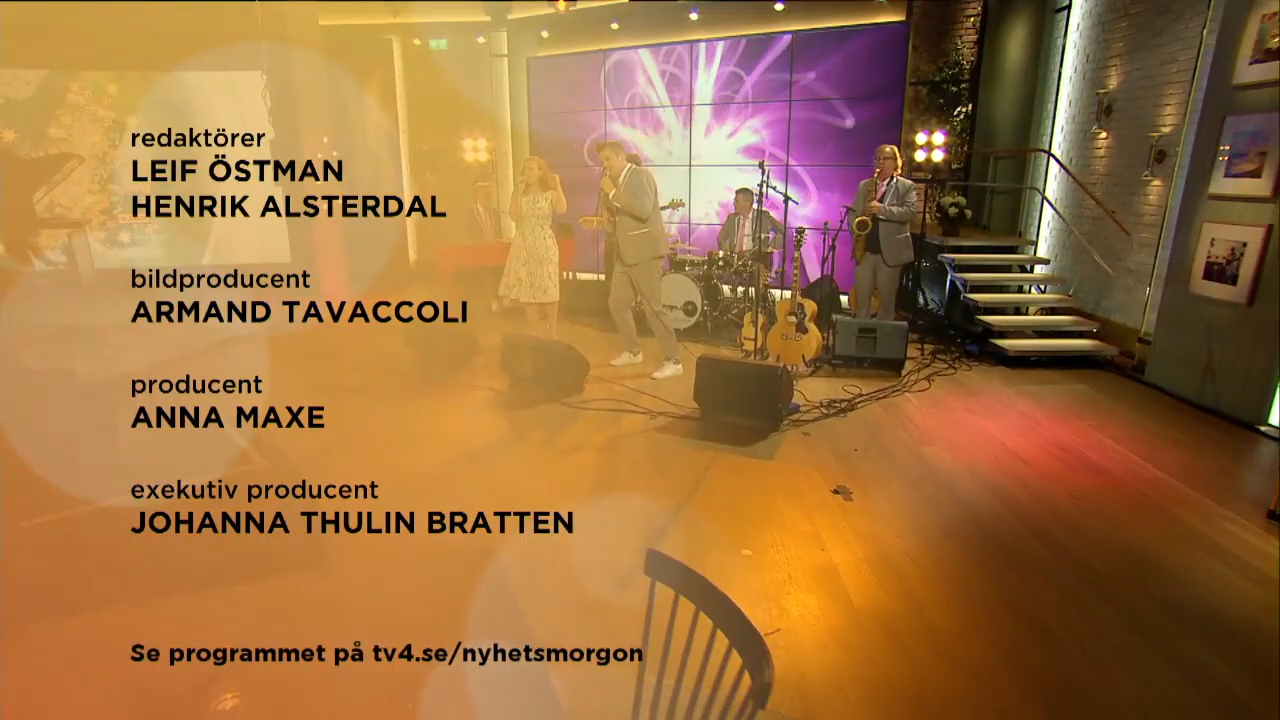 redaktörer
LEIF ÖSTMAN
HENRIK ALSTERDAL
bildproducent
ARMAND TAVACCOLI
producent
ANNA MAXE
exekutiv producent
JOHANNA THULIN BRATTEN
Se programmet på tv4.se/nyhetsmorgon